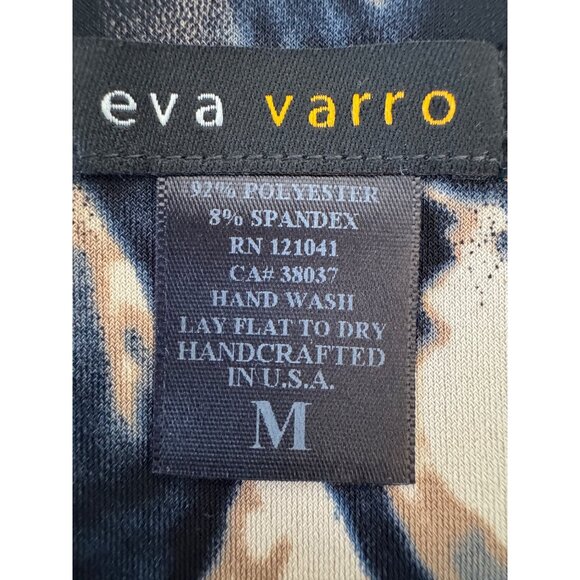 eva varro
92% POLYESTER
8% SPANDEX
RN 121041
CA# 38037
HAND WASH
LAY FLAT TO DRY
HANDCRAFTED
IN U.S.A.
M